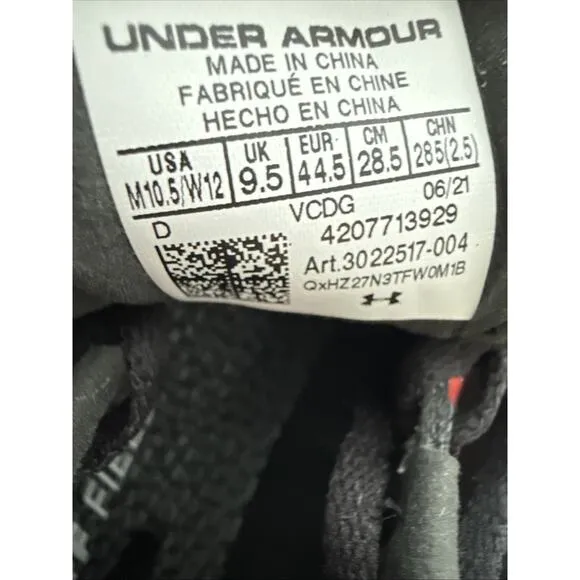 UNDER ARMOUR
MADE IN CHINA
FABRIQUÉ EN CHINE
HECHO EN CHINA
USA UK EUR CM CHN
M10.5/W12 9.5 44.5 28.5 285(2.5)
D VCDG 06/21
4207713929
Art.3022517-004
QxHZ27N3TFW0M1B